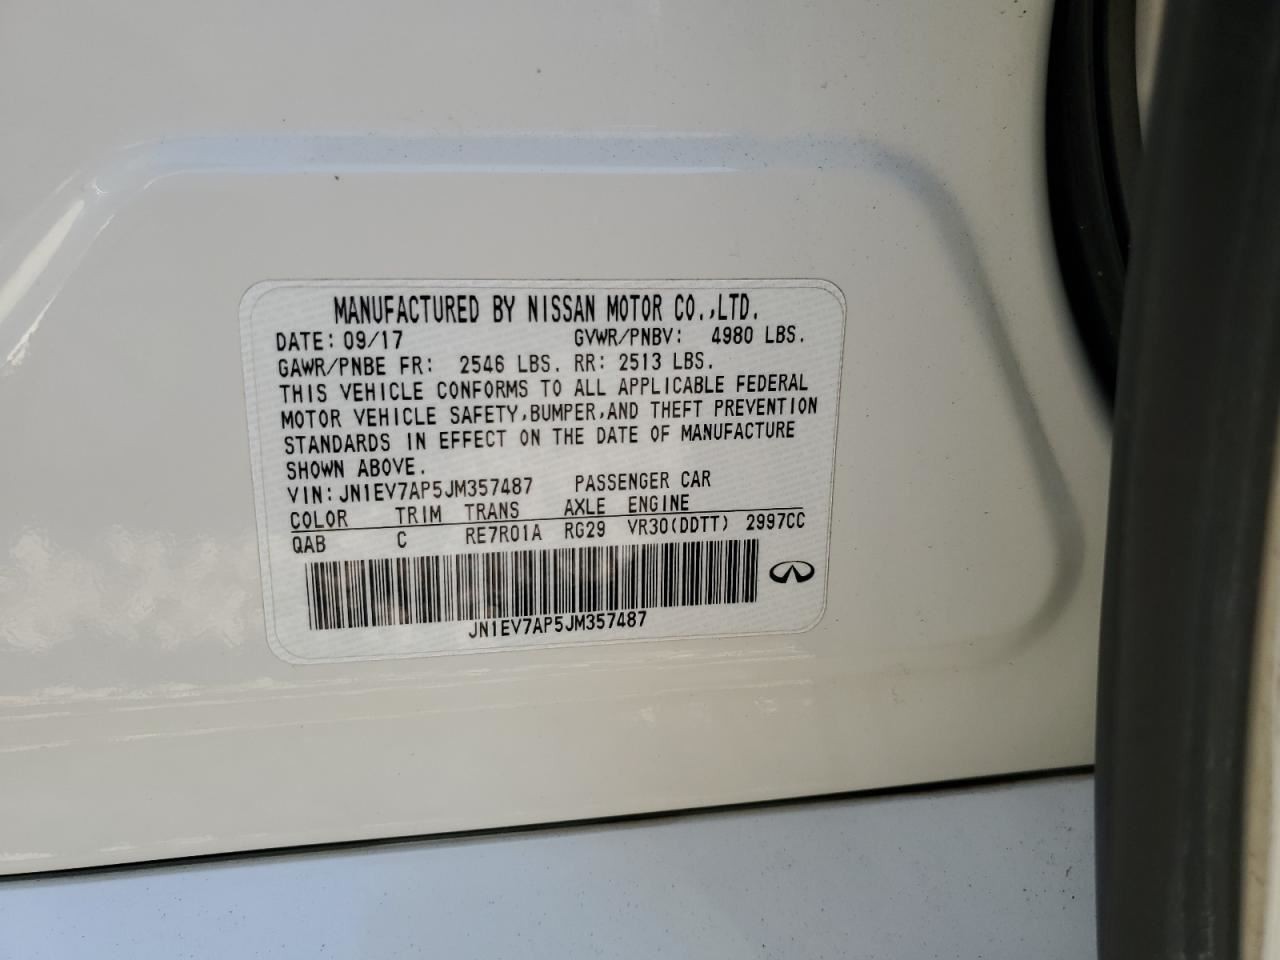 MANUFACTURED BY NISSAN MOTOR CO.,LTD.
DATE: 09/17 GVWR/PNBV: 4980 LBS.
GAWR/PNBE FR: 2546 LBS. RR: 2513 LBS.
THIS VEHICLE CONFORMS TO ALL APPLICABLE FEDERAL
MOTOR VEHICLE SAFETY,BUMPER,AND THEFT PREVENTION
STANDARDS IN EFFECT ON THE DATE OF MANUFACTURE
SHOWN ABOVE.
VIN:JN1EV7AP5JM357487 PASSENGER CAR
COLOR TRIM TRANS AXLE ENGINE
QAB C RE7R01A RG29 VR30(DDTT) 2997CC
JN1EV7AP5JM357487